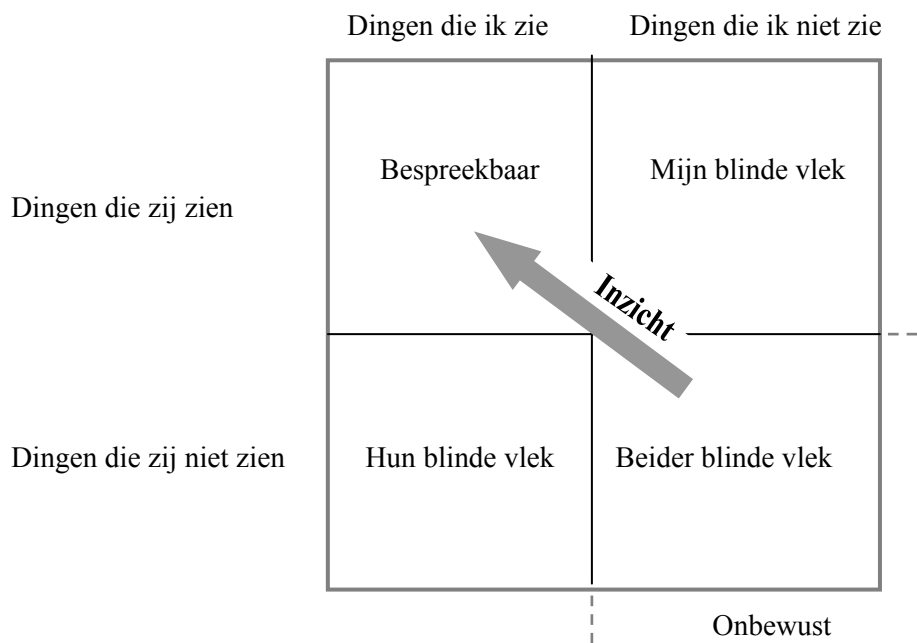 Dingen die ik zie
Dingen die ik niet zie
Bespreekbaar
Mijn blinde vlek
Dingen die zij zien
Inzicht
Dingen die zij niet zien
Hun blinde vlek
Beider blinde vlek
Onbewust